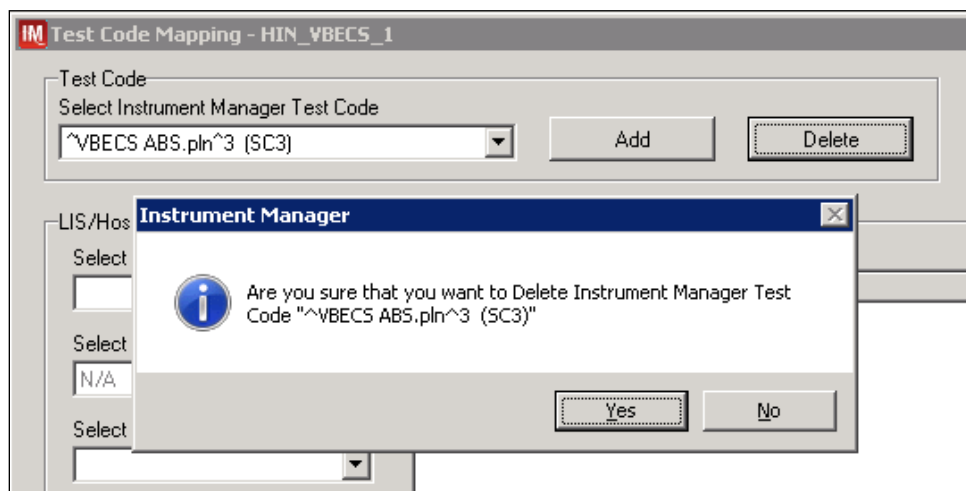 IM Test Code Mapping - HIN_VBECS_1
Test Code
Select Instrument Manager Test Code
^VBECS ABS.pln^3 (SC3)
Add
Delete
LIS/Hos
Instrument Manager
Select
Are you sure that you want to Delete Instrument Manager Test
Code "^VBECS ABS.pln^3 (SC3)"
Select
N/A
Yes
No
Select